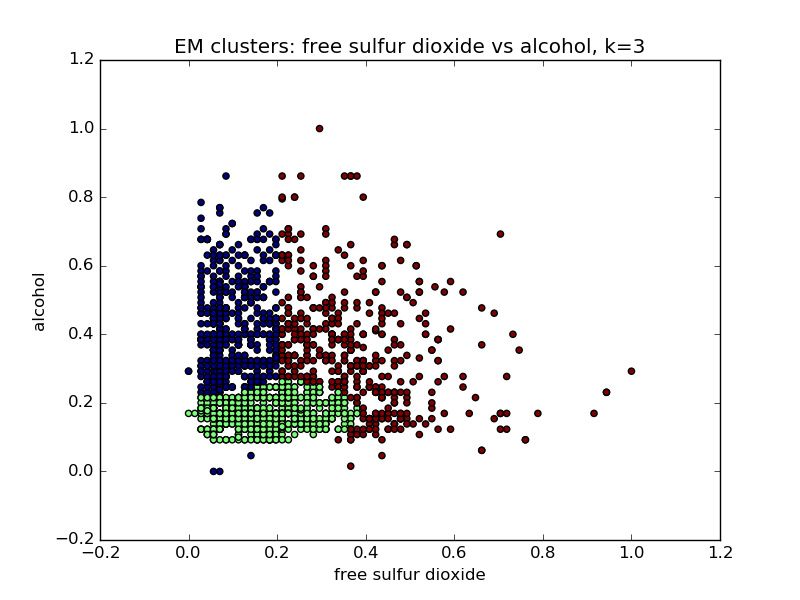 EM clusters: free sulfur dioxide vs alcohol, k=3
1.2
1.0
0.8
0.6
0.4
0.2
0.0
−0.2
alcohol
−0.2 0.0 0.2 0.4 0.6 0.8 1.0 1.2
free sulfur dioxide